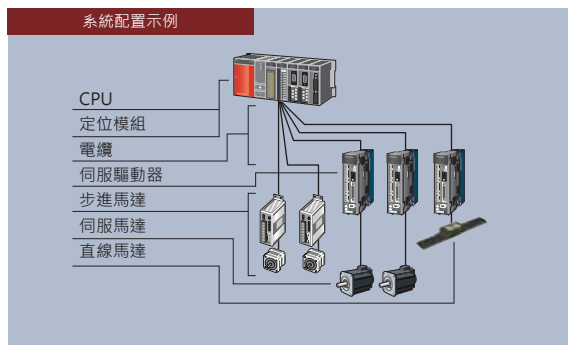 系統配置示例
CPU
定位模組
電纜
伺服驅動器
步進馬達
伺服馬達
直線馬達